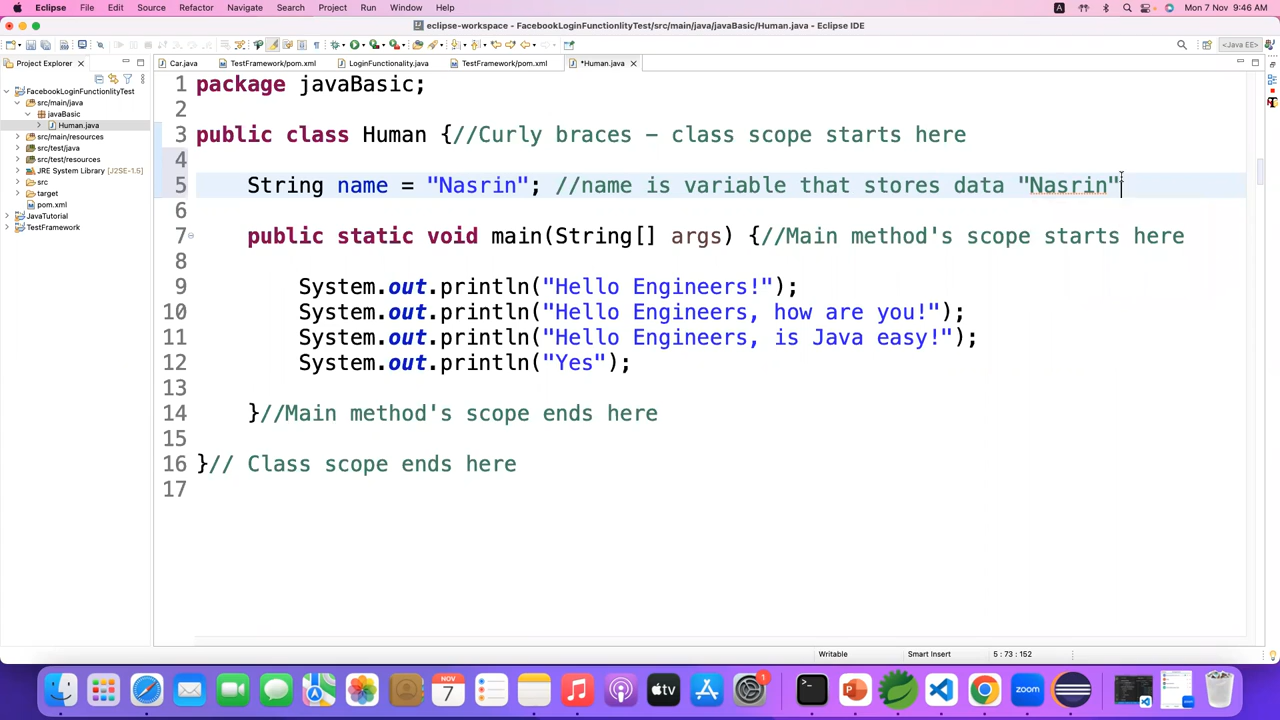 Eclipse File Edit Source Refactor Navigate Search Project Run Window Help A Mon 7 Nov 9:46 AM
eclipse-workspace - FacebookLoginFunctionlityTest/src/main/java/javaBasic/Human.java - Eclipse IDE
<Java EE>
Project Explorer
Car.java TestFramework/pom.xml LoginFunctionality.java TestFramework/pom.xml *Human.java
FacebookLoginFunctionlityTest
src/main/java
javaBasic
Human.java
src/main/resources
src/test/java
src/test/resources
JRE System Library [J2SE-1.5]
src
target
pom.xml
JavaTutorial
TestFramework
1 package javaBasic;
2
3 public class Human {//Curly braces - class scope starts here
4
5 String name = "Nasrin"; //name is variable that stores data "Nasrin"
6
7 public static void main(String[] args) {//Main method's scope starts here
8
9 System.out.println("Hello Engineers!");
10 System.out.println("Hello Engineers, how are you!");
11 System.out.println("Hello Engineers, is Java easy!");
12 System.out.println("Yes");
13
14 }//Main method's scope ends here
15
16 }// Class scope ends here
17
Writable Smart Insert 5 : 73 : 152
NOV
7
tv
1
zoom